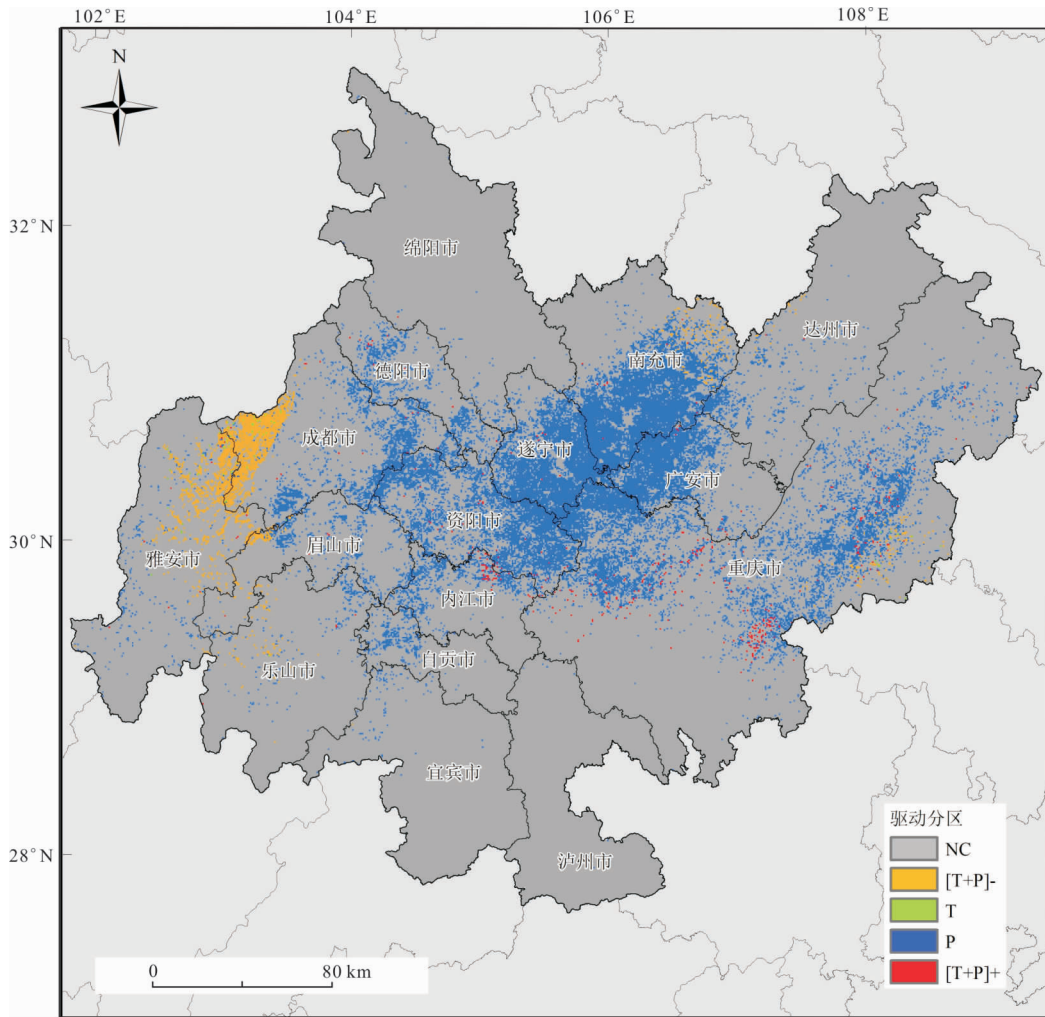 102°E 104°E 106°E 108°E
N
32°N
绵阳市
达州市
南充市
德阳市
成都市
遂宁市
广安市
资阳市
30°N
眉山市
雅安市
重庆市
内江市
自贡市
乐山市
宜宾市
泸州市
28°N
驱动分区
NC
[T+P]-
T
P
[T+P]+
0 80 km